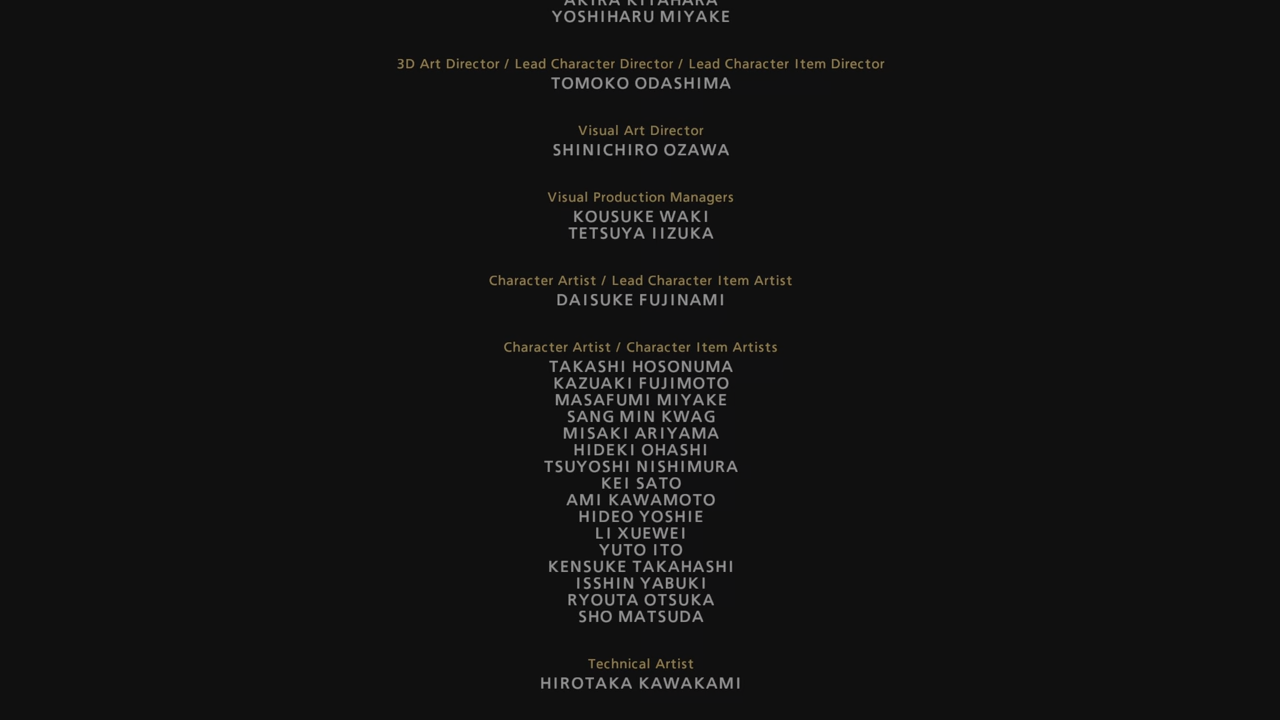 AKIRA KITAHARA
YOSHIHARU MIYAKE
3D Art Director / Lead Character Director / Lead Character Item Director
TOMOKO ODASHIMA
Visual Art Director
SHINICHIRO OZAWA
Visual Production Managers
KOUSUKE WAKI
TETSUYA IIZUKA
Character Artist / Lead Character Item Artist
DAISUKE FUJINAMI
Character Artist / Character Item Artists
TAKASHI HOSONUMA
KAZUAKI FUJIMOTO
MASAFUMI MIYAKE
SANG MIN KWAG
MISAKI ARIYAMA
HIDEKI OHASHI
TSUYOSHI NISHIMURA
KEI SATO
AMI KAWAMOTO
HIDEO YOSHIE
LI XUEWEI
YUTO ITO
KENSUKE TAKAHASHI
ISSHIN YABUKI
RYOUTA OTSUKA
SHO MATSUDA
Technical Artist
HIROTAKA KAWAKAMI